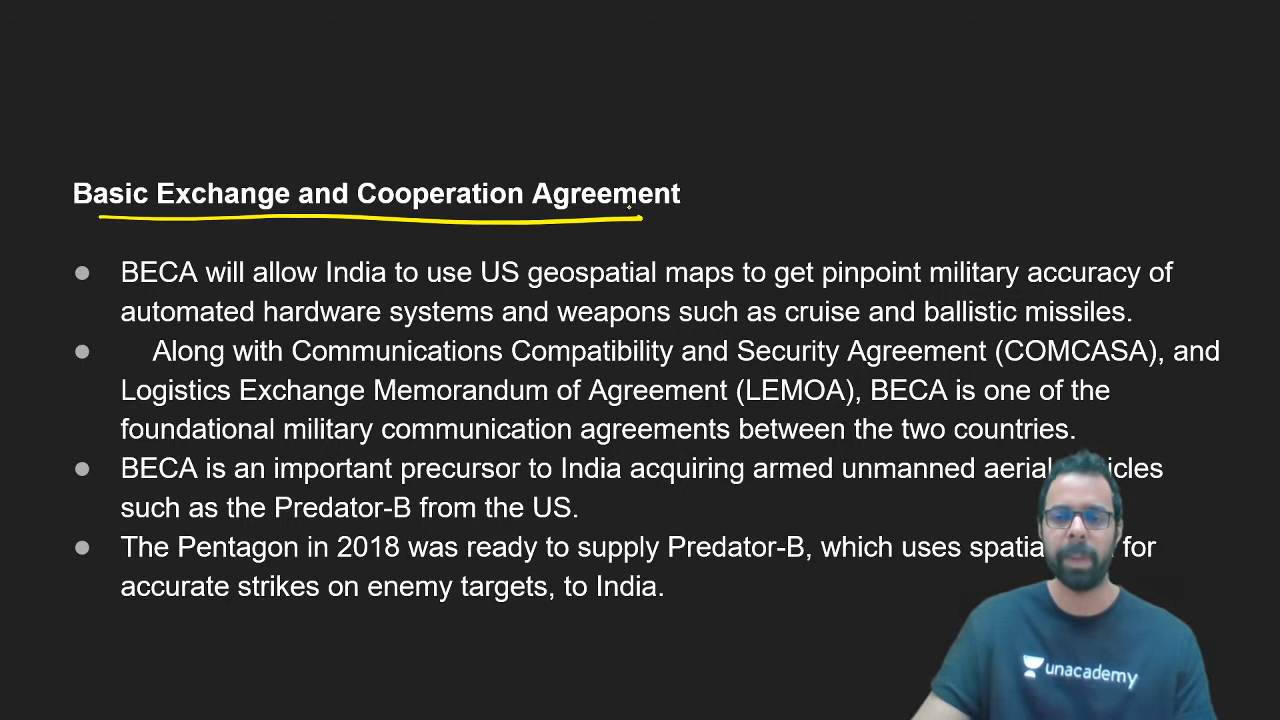 Basic Exchange and Cooperation Agreement
● BECA will allow India to use US geospatial maps to get pinpoint military accuracy of
automated hardware systems and weapons such as cruise and ballistic missiles.
● Along with Communications Compatibility and Security Agreement (COMCASA), and
Logistics Exchange Memorandum of Agreement (LEMOA), BECA is one of the
foundational military communication agreements between the two countries.
● BECA is an important precursor to India acquiring armed unmanned aerial
such as the Predator-B from the US.
● The Pentagon in 2018 was ready to supply Predator-B, which uses for
accurate strikes on enemy targets, to India.
unacademy